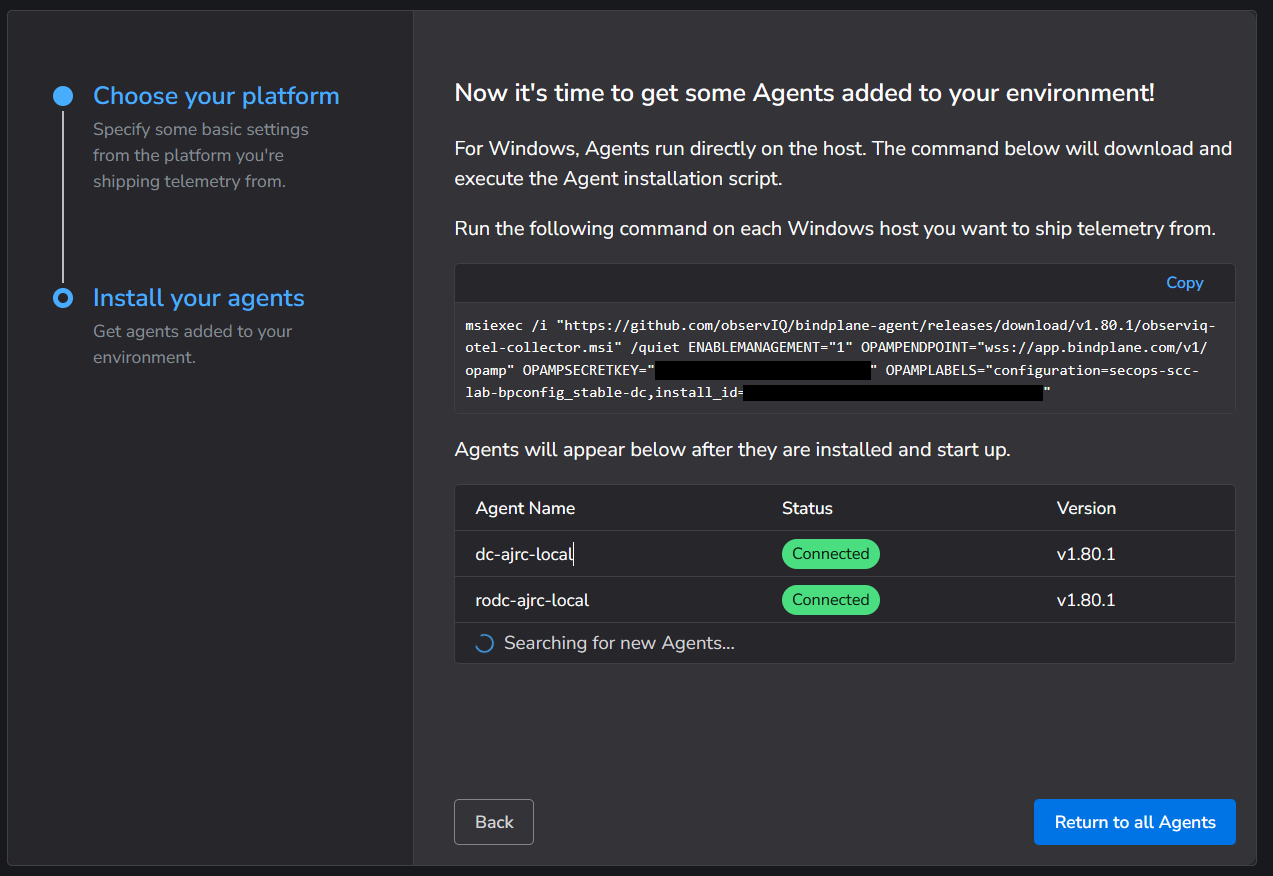 Choose your platform
Specify some basic settings
from the platform you're
shipping telemetry from.
Install your agents
Get agents added to your
environment.
Now it's time to get some Agents added to your environment!
For Windows, Agents run directly on the host. The command below will download and
execute the Agent installation script.
Run the following command on each Windows host you want to ship telemetry from.
Copy
msiexec /i "https://github.com/observIQ/bindplane-agent/releases/download/v1.80.1/observiq-
otel-collector.msi" /quiet ENABLEMANAGEMENT="1" OPAMPENDPOINT="wss://app.bindplane.com/v1/
opamp" OPAMPSECRETKEY=" " OPAMPLABELS="configuration=secops-scc-
lab-bpconfig_stable-dc,install_id= "
Agents will appear below after they are installed and start up.
Agent Name Status Version
dc-ajrc-local Connected v1.80.1
rodc-ajrc-local Connected v1.80.1
Searching for new Agents...
Back
Return to all Agents